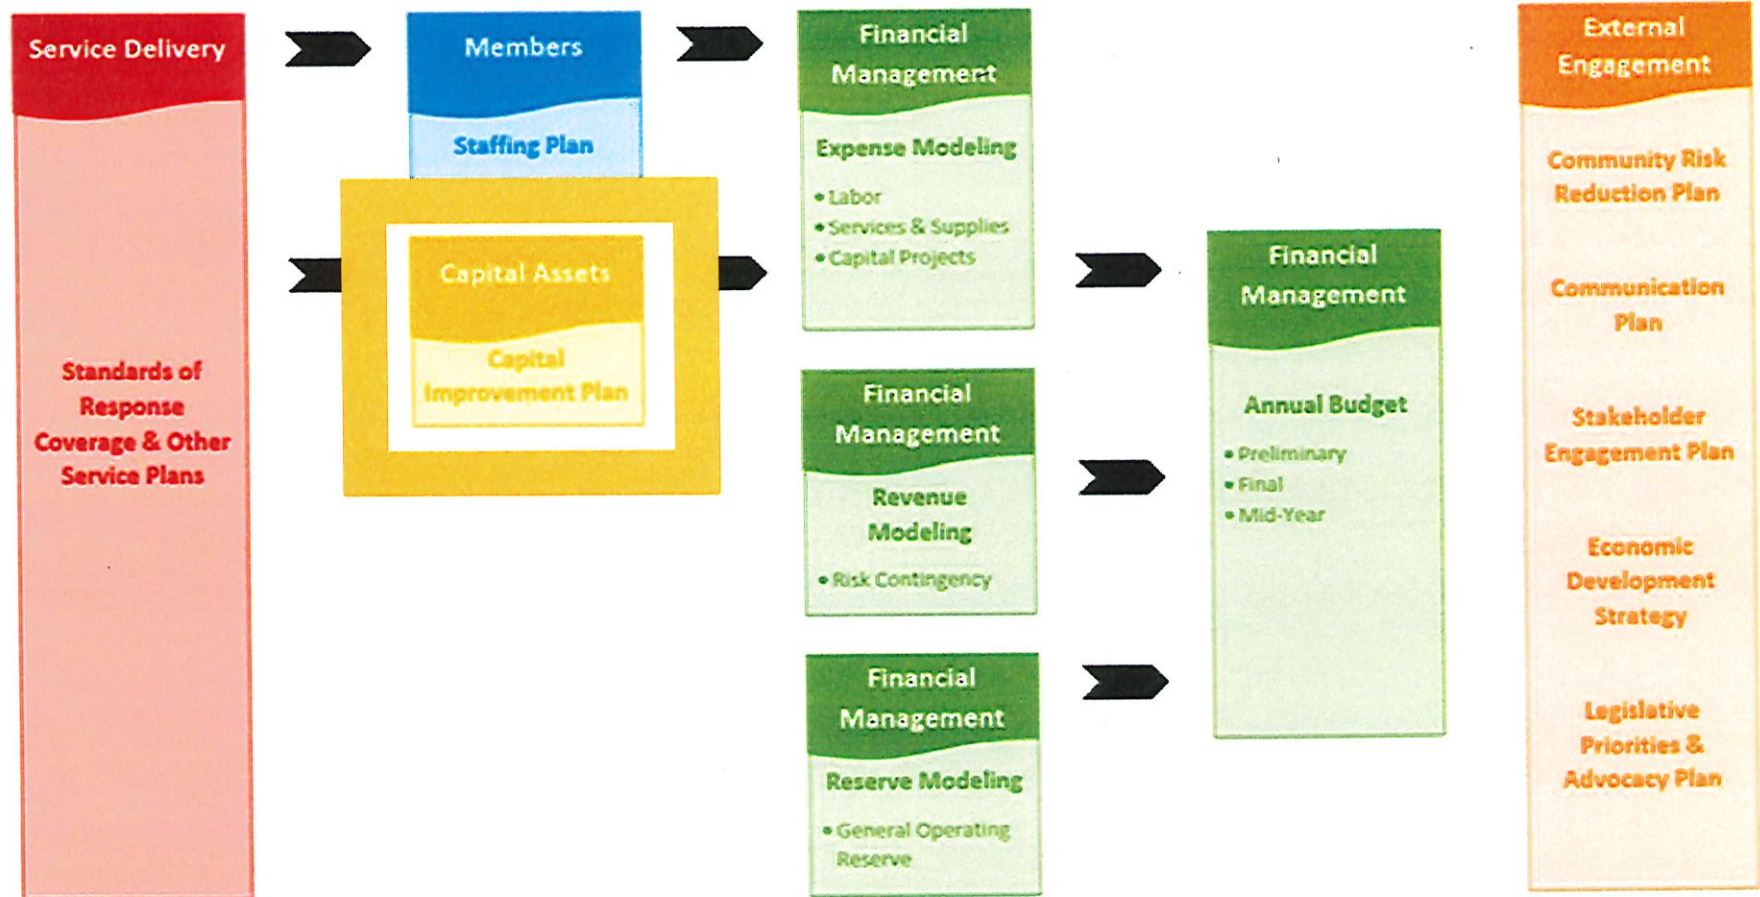 Service Delivery
Standards of
Response
Coverage & Other
Service Plans
Members
Staffing Plan
Capital Assets
Capital
Improvement Plan
Financial
Management
Expense Modeling
• Labor
• Services & Supplies
• Capital Projects
Financial
Management
Revenue
Modeling
• Risk Contingency
Financial
Management
Reserve Modeling
• General Operating
Reserve
Financial
Management
Annual Budget
• Preliminary
• Final
• Mid-Year
External
Engagement
Community Risk
Reduction Plan
Communication
Plan
Stakeholder
Engagement Plan
Economic
Development
Strategy
Legislative
Priorities &
Advocacy Plan